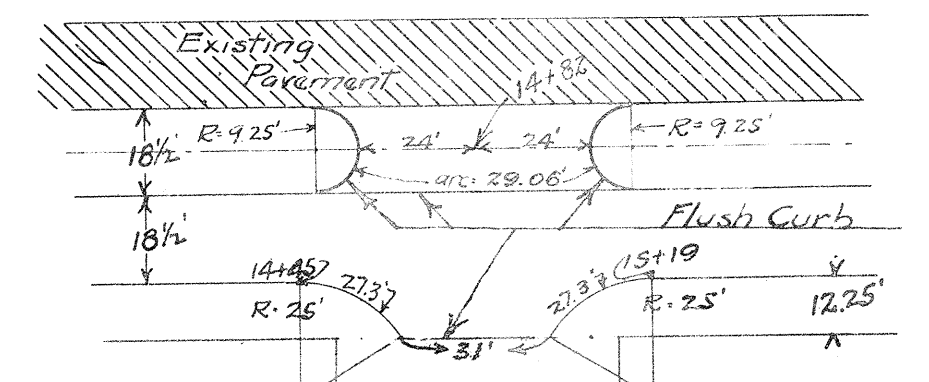 Existing
Pavement
14+82
R=9.25'
24'
24'
R=9.25'
18½'
arc= 29.06'
Flush Curb
18½'
14+45
27.3'
27.3'
15+19
R=25'
R=25'
12.25'
31'